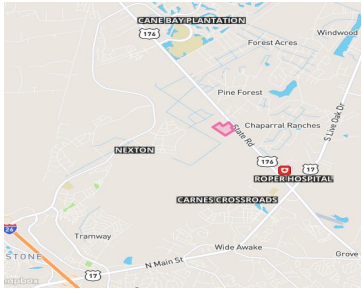 CANE BAY PLANTATION
176
Windwood
Forest Acres
Pine Forest
S Live Oak Dr
State Rd
Chaparral Ranches
NEXTON
176
17
ROPER HOSPITAL
CARNES CROSSROADS
26
Tramway
STONE
Wide Awake
N Main St
Grove
17
mapbox